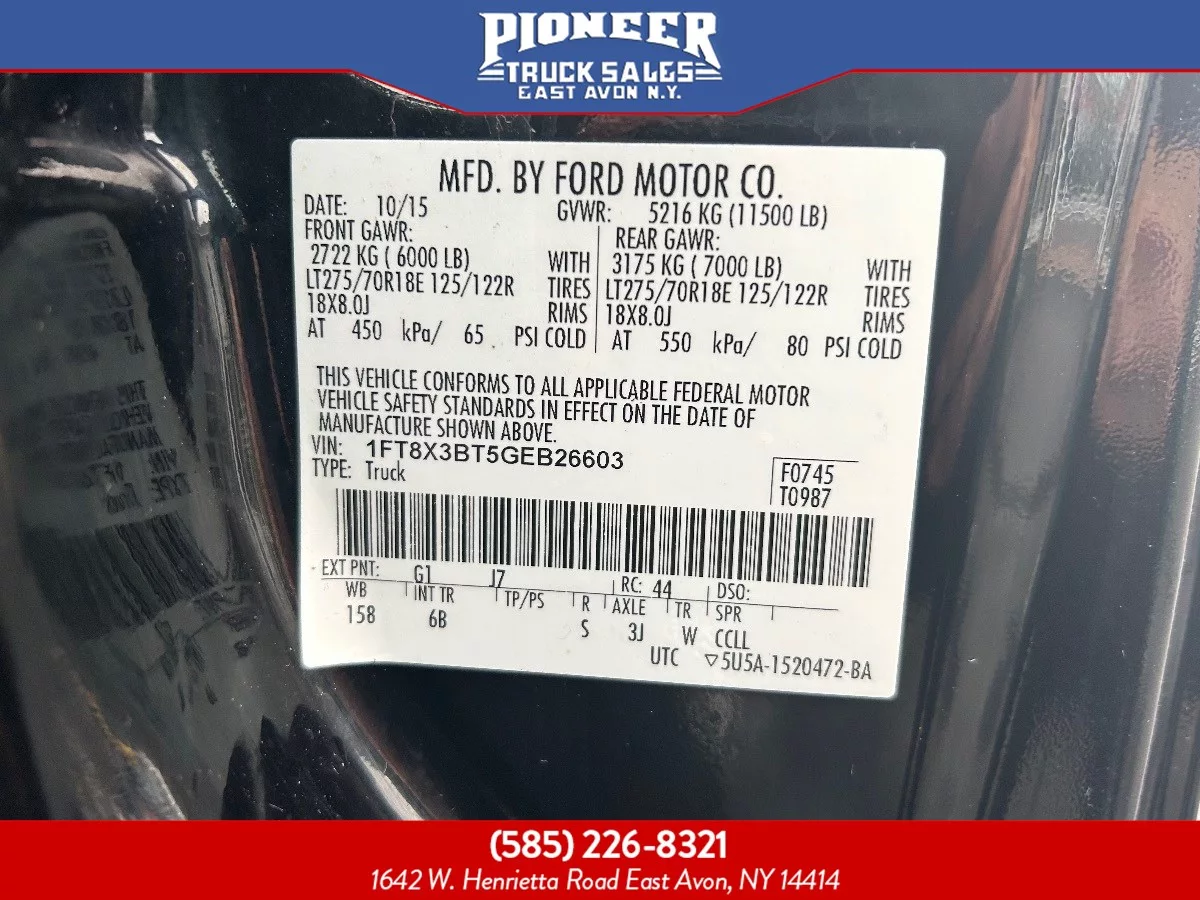 PIONEER
TRUCK SALES
EAST AVON N.Y.
MFD. BY FORD MOTOR CO.
DATE: 10/15 GVWR: 5216 KG (11500 LB)
FRONT GAWR: REAR GAWR:
2722 KG ( 6000 LB) WITH 3175 KG ( 7000 LB) WITH
LT275/70R18E 125/122R TIRES LT275/70R18E 125/122R TIRES
18X8.0J RIMS 18X8.0J RIMS
AT 450 kPa/ 65 PSI COLD AT 550 kPa/ 80 PSI COLD
THIS VEHICLE CONFORMS TO ALL APPLICABLE FEDERAL MOTOR
VEHICLE SAFETY STANDARDS IN EFFECT ON THE DATE OF
MANUFACTURE SHOWN ABOVE.
VIN: 1FT8X3BT5GEB26603
TYPE: Truck F0745
T0987
EXT PNT: G1 J7 RC: 44 DSO:
WB INT TR TP/PS R AXLE TR SPR
158 6B S 3J W CCLL
UTC ▽5U5A-1520472-BA
(585) 226-8321
1642 W. Henrietta Road East Avon, NY 14414